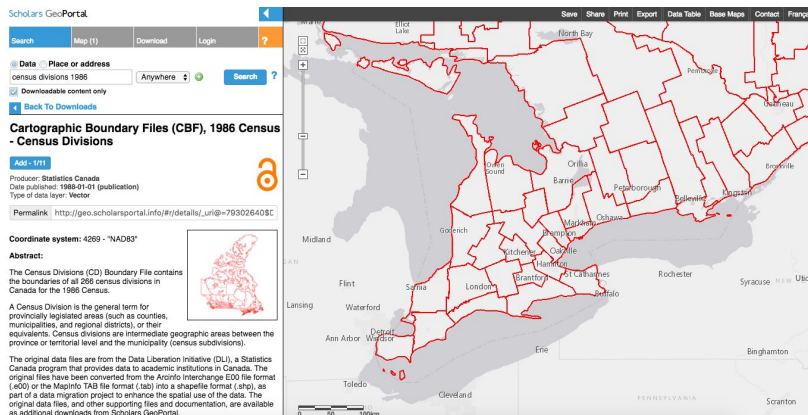 Scholars GeoPortal
Save Share Print Export Data Table Base Maps Contact França
Search Map (1) Download Login ?
Data Place or address
census divisions 1986 Anywhere Search ?
Downloadable content only
Back To Downloads
Cartographic Boundary Files (CBF), 1986 Census
- Census Divisions
Add - 1/11
Producer: Statistics Canada
Date published: 1988-01-01 (publication)
Type of data layer: Vector
Permalink http://geo.scholarsportal.info/#r/details/_uri@=79302640$D
Coordinate system: 4269 - "NAD83"
Abstract:
The Census Divisions (CD) Boundary File contains
the boundaries of all 266 census divisions in
Canada for the 1986 Census.
A Census Division is the general term for
provincially legislated areas (such as counties,
municipalities, and regional districts), or their
equivalents. Census divisions are intermediate geographic areas between the
province or territorial level and the municipality (census subdivisions).
The original data files are from the Data Liberation Initiative (DLI), a Statistics
Canada program that provides data to academic institutions in Canada. The
original files have been converted from the Arcinfo Interchange E00 file format
(.e00) or the MapInfo TAB file format (.tab) into a shapefile format (.shp), as
part of a data migration project to enhance the spatial use of the data. The
original data files, and other supporting files and documentation, are available
as additional downloads from Scholars GeoPortal.
Elliot
Lake
North Bay
Pembroke
Gatineau
Owen
Sound
Orillia
Barrie
Peterborough
Brockville
Kingston
Belleville
Oshawa
Markham
Goderich
Brampton
Oakville
Midland
Kitchener
Hamilton
St Catharines
Rochester
Syracuse
NEW
Utic
Flint
Sarnia
London
Brantford
Buffalo
Lansing
Waterford
Detroit
Ann Arbor
Windsor
Erie
Binghamton
Toledo
Cleveland
PENNSYLVANIA
Scranton
100km